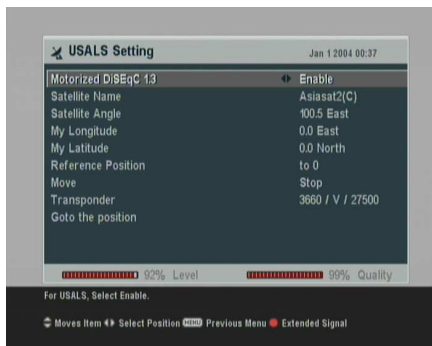 USALS Setting Jan 1 2004 00:37
Motorized DiSEqC 1.3 Enable
Satellite Name Asiasat2(C)
Satellite Angle 100.5 East
My Longitude 0.0 East
My Latitude 0.0 North
Reference Position to 0
Move Stop
Transponder 3660 / V / 27500
Goto the position
92% Level 99% Quality
For USALS, Select Enable.
Moves Item Select Position MENU Previous Menu Extended Signal